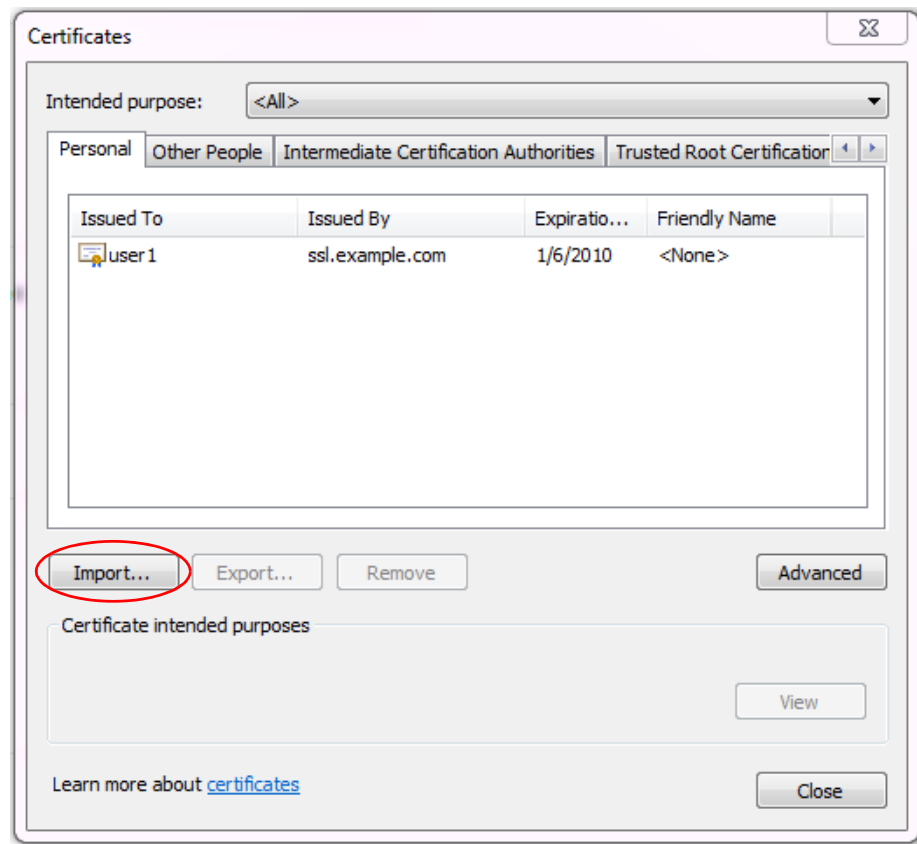 Certificates
Intended purpose: <All>
Personal Other People Intermediate Certification Authorities Trusted Root Certification
Issued To Issued By Expiratio... Friendly Name
user1 ssl.example.com 1/6/2010 <None>
Import... Export... Remove Advanced
Certificate intended purposes
View
Learn more about certificates
Close